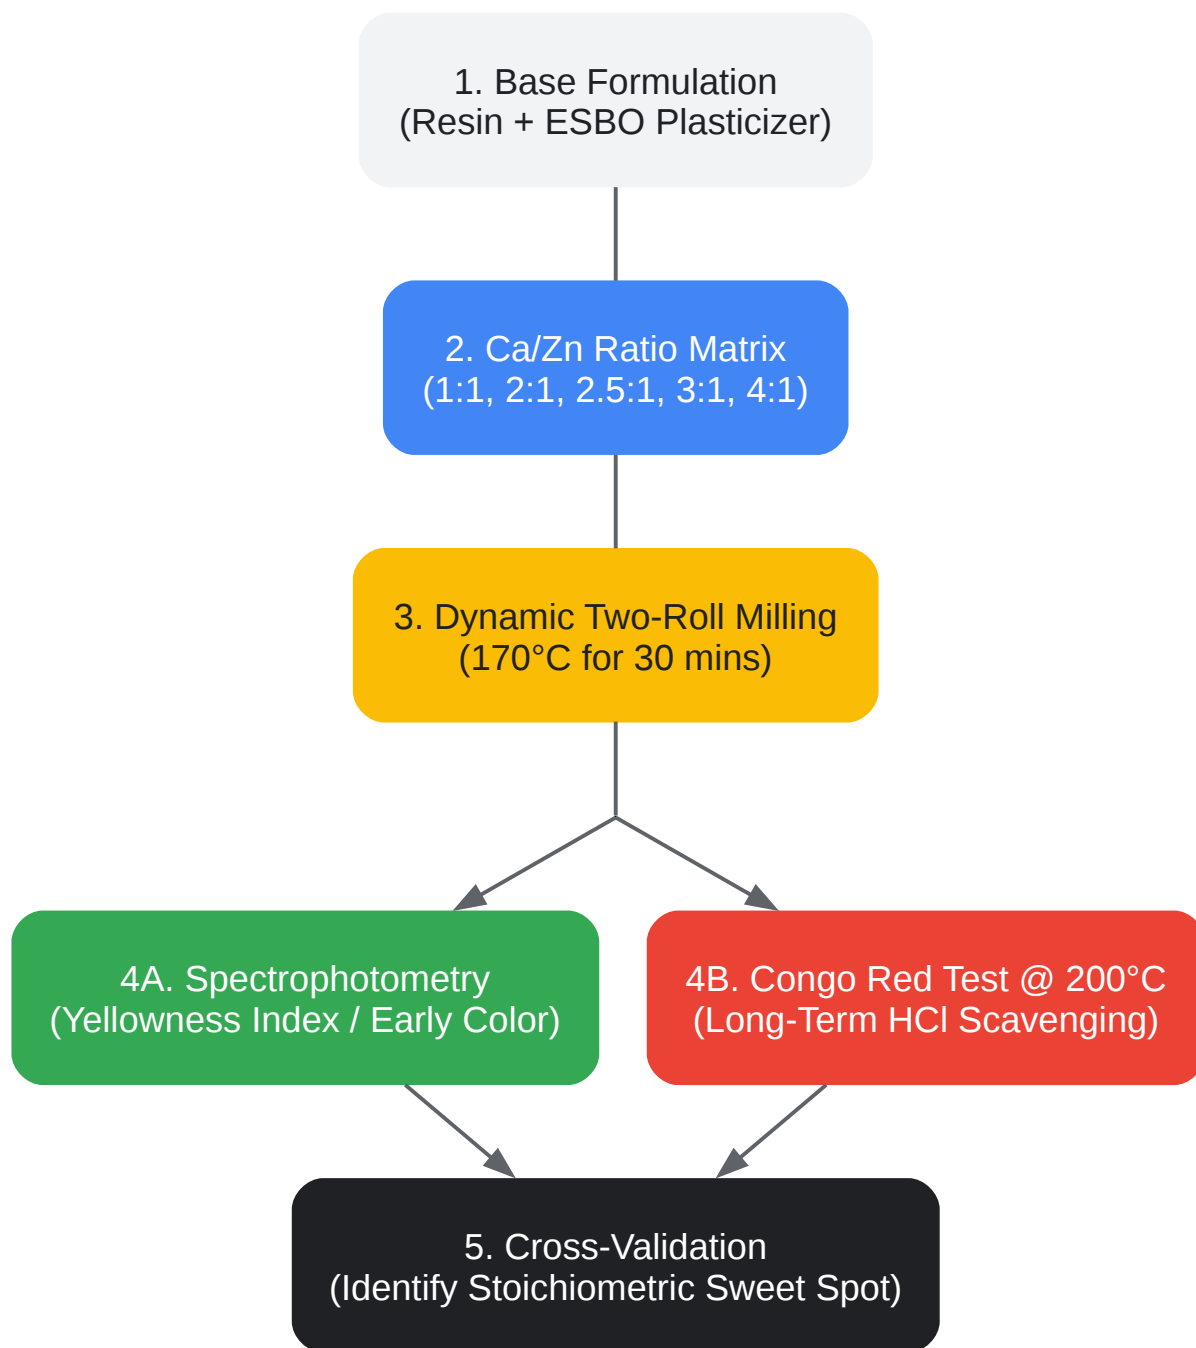 1. Base Formulation
(Resin + ESBO Plasticizer)
2. Ca/Zn Ratio Matrix
(1:1, 2:1, 2.5:1, 3:1, 4:1)
3. Dynamic Two-Roll Milling
(170°C for 30 mins)
4A. Spectrophotometry
(Yellowness Index / Early Color)
4B. Congo Red Test @ 200°C
(Long-Term HCl Scavenging)
5. Cross-Validation
(Identify Stoichiometric Sweet Spot)